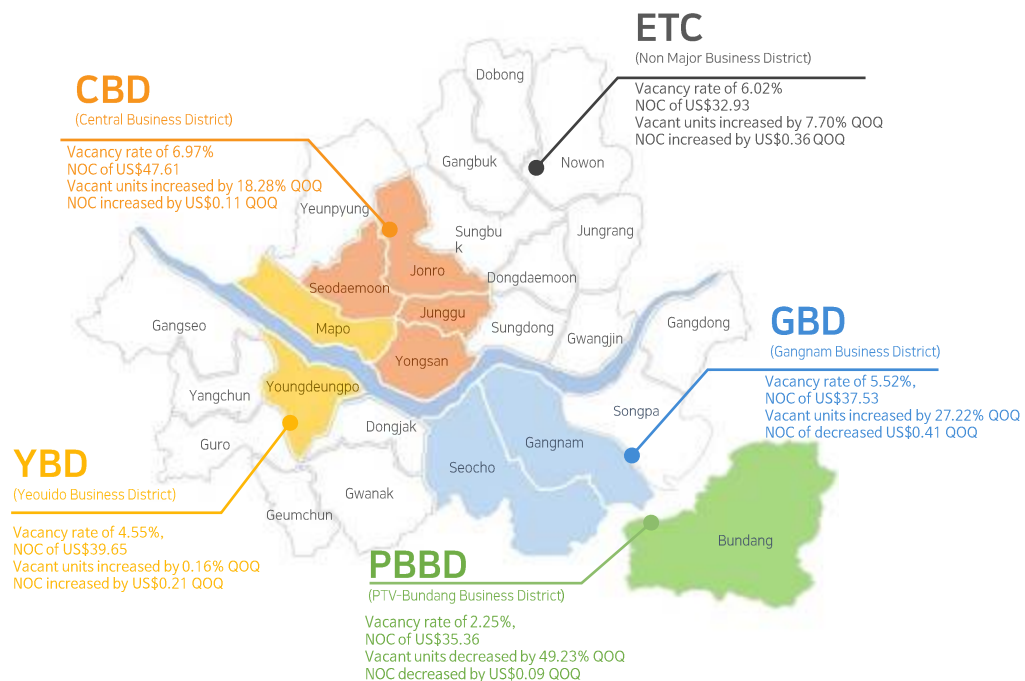 ETC
(Non Major Business District)
Vacancy rate of 6.02%
NOC of US$32.93
Vacant units increased by 7.70% QOQ
NOC increased by US$0.36 QOQ
CBD
(Central Business District)
Vacancy rate of 6.97%
NOC of US$47.61
Vacant units increased by 18.28% QOQ
NOC increased by US$0.11 QOQ
Dobong
Gangbuk
Nowon
Yeunpyung
Sungbu
k
Jungrang
Jonro
Dongdaemoon
Seodaemoon
Junggu
Mapo
Sungdong
Gwangjin
Gangdong
Gangseo
Yongsan
GBD
(Gangnam Business District)
Vacancy rate of 5.52%,
NOC of US$37.53
Vacant units increased by 27.22% QOQ
NOC of decreased US$0.41 QOQ
Yangchun
Youngdeungpo
Songpa
Dongjak
Guro
Gangnam
Seocho
Gwanak
Geumchun
YBD
(Yeouido Business District)
Vacancy rate of 4.55%,
NOC of US$39.65
Vacant units increased by 0.16% QOQ
NOC increased by US$0.21 QOQ
Bundang
PBBD
(PTV-Bundang Business District)
Vacancy rate of 2.25%,
NOC of US$35.36
Vacant units decreased by 49.23% QOQ
NOC decreased by US$0.09 QOQ